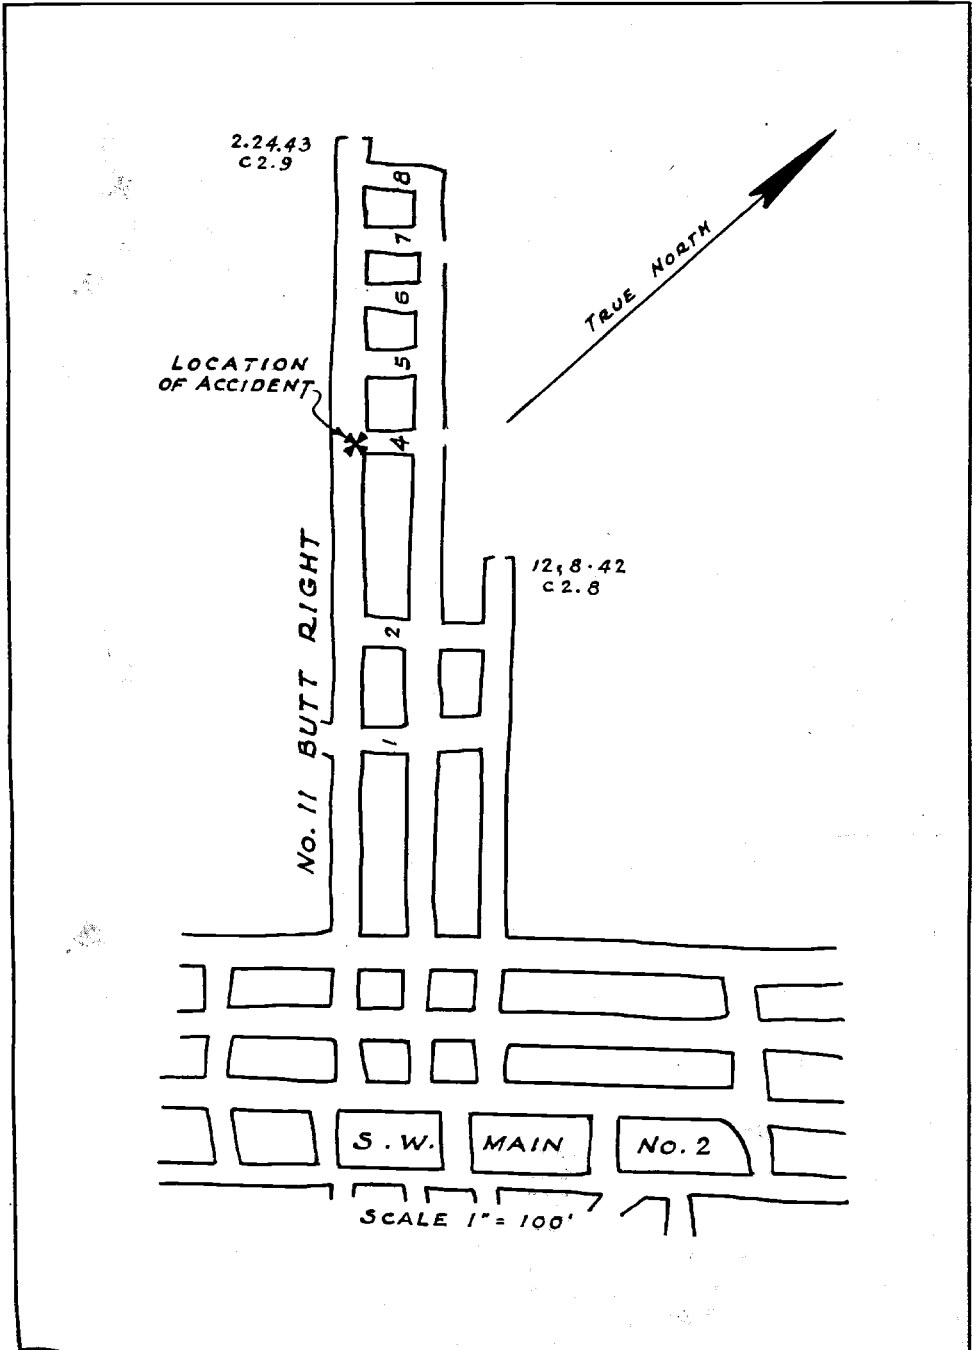 2.24.43
C2.9
8
7
TRUE NORTH
6
5
LOCATION
OF ACCIDENT
4
12,8.42
C2.8
2
No. 11 BUTT RIGHT
1
S.W. MAIN No. 2
SCALE 1" = 100'